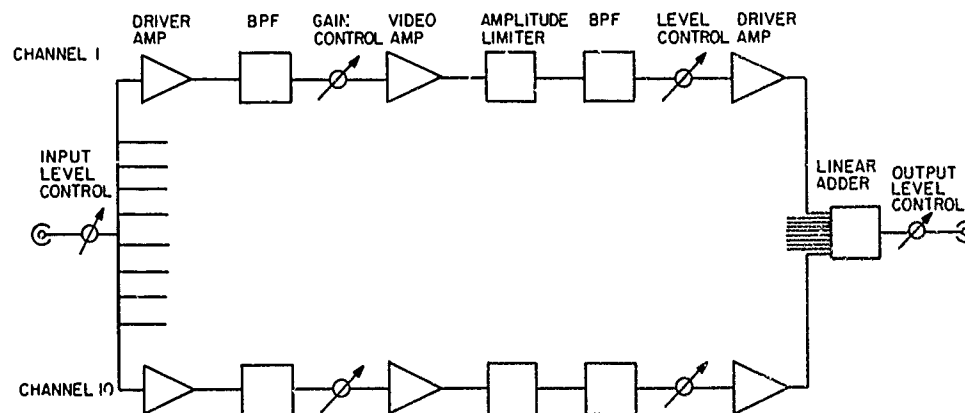 DRIVER
AMP
BPF
GAIN
CONTROL
VIDEO
AMP
AMPLITUDE
LIMITER
BPF
LEVEL
CONTROL
DRIVER
AMP
CHANNEL 1
INPUT
LEVEL
CONTROL
LINEAR
ADDER
OUTPUT
LEVEL
CONTROL
CHANNEL 10